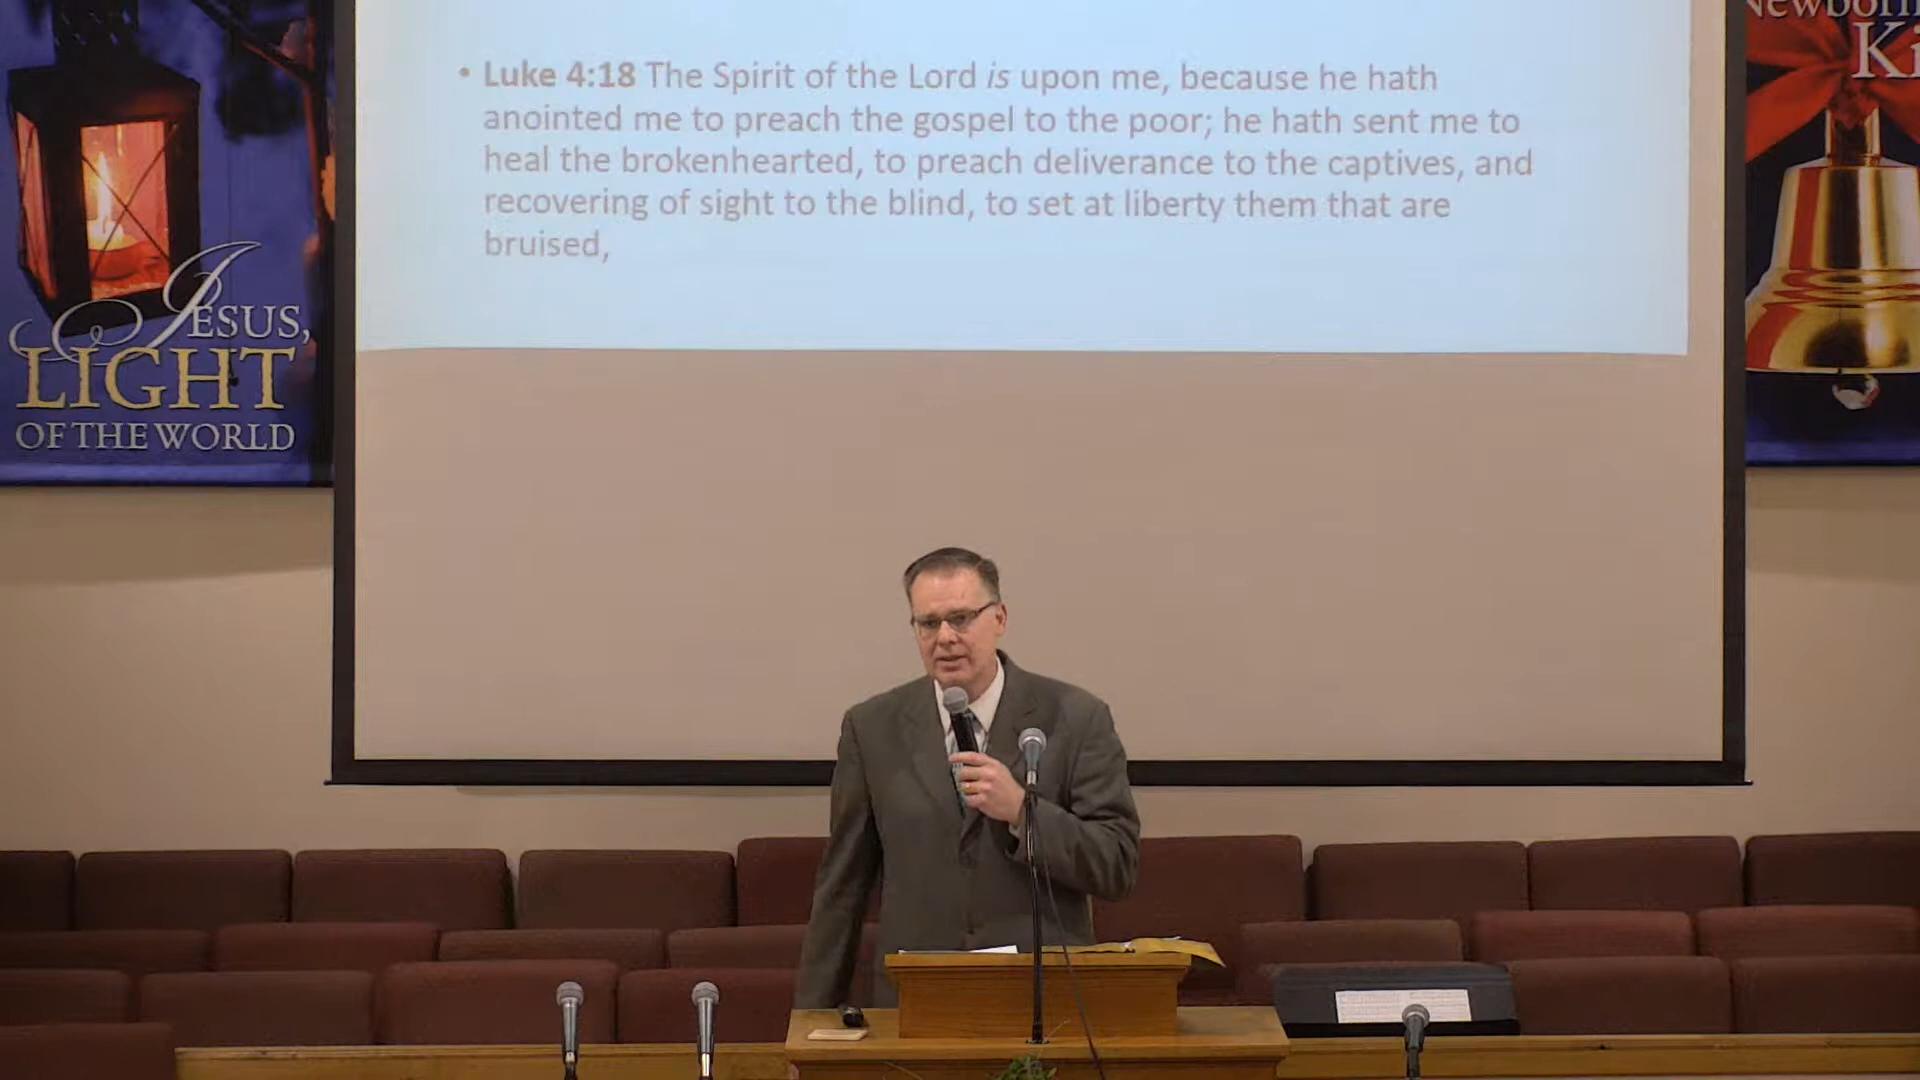 • Luke 4:18 The Spirit of the Lord is upon me, because he hath
anointed me to preach the gospel to the poor; he hath sent me to
heal the brokenhearted, to preach deliverance to the captives, and
recovering of sight to the blind, to set at liberty them that are
bruised,
JESUS,
LIGHT
OF THE WORLD
Newborn
Ki